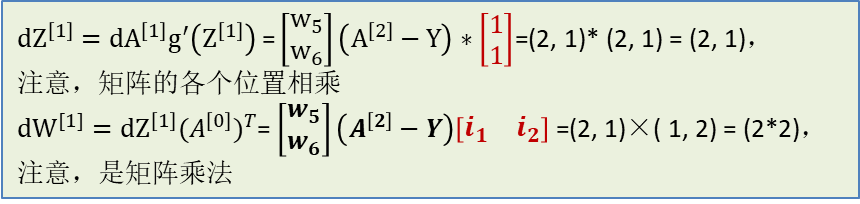 dZ^[1] = dA^[1]g′(Z^[1]) = [w₅ w₆] (A^[2] − Y) ∗ [1 1] =(2, 1)* (2, 1) = (2, 1)，
注意，矩阵的各个位置相乘
dW^[1] = dZ^[1](A^[0])^T= [w₅ w₆] (A^[2] − Y)[i₁ i₂] =(2, 1)×( 1, 2) = (2*2)，
注意，是矩阵乘法